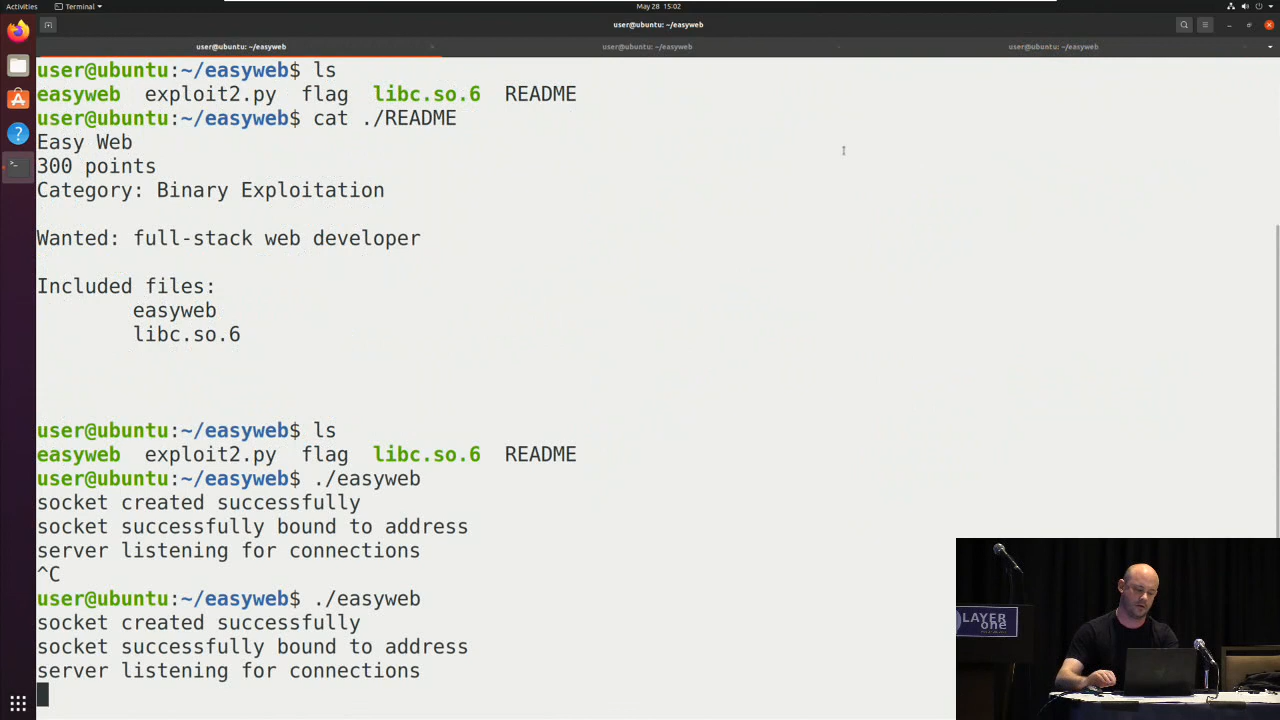 Activities
Terminal
May 28 15:02
user@ubuntu: ~/easyweb
user@ubuntu: ~/easyweb
user@ubuntu: ~/easyweb
user@ubuntu: ~/easyweb
user@ubuntu:~/easyweb$ ls
easyweb exploit2.py flag libc.so.6 README
user@ubuntu:~/easyweb$ cat ./README
Easy Web
300 points
Category: Binary Exploitation
Wanted: full-stack web developer
Included files:
easyweb
libc.so.6
user@ubuntu:~/easyweb$ ls
easyweb exploit2.py flag libc.so.6 README
user@ubuntu:~/easyweb$ ./easyweb
socket created successfully
socket successfully bound to address
server listening for connections
^C
user@ubuntu:~/easyweb$ ./easyweb
socket created successfully
socket successfully bound to address
server listening for connections
LAYER
one